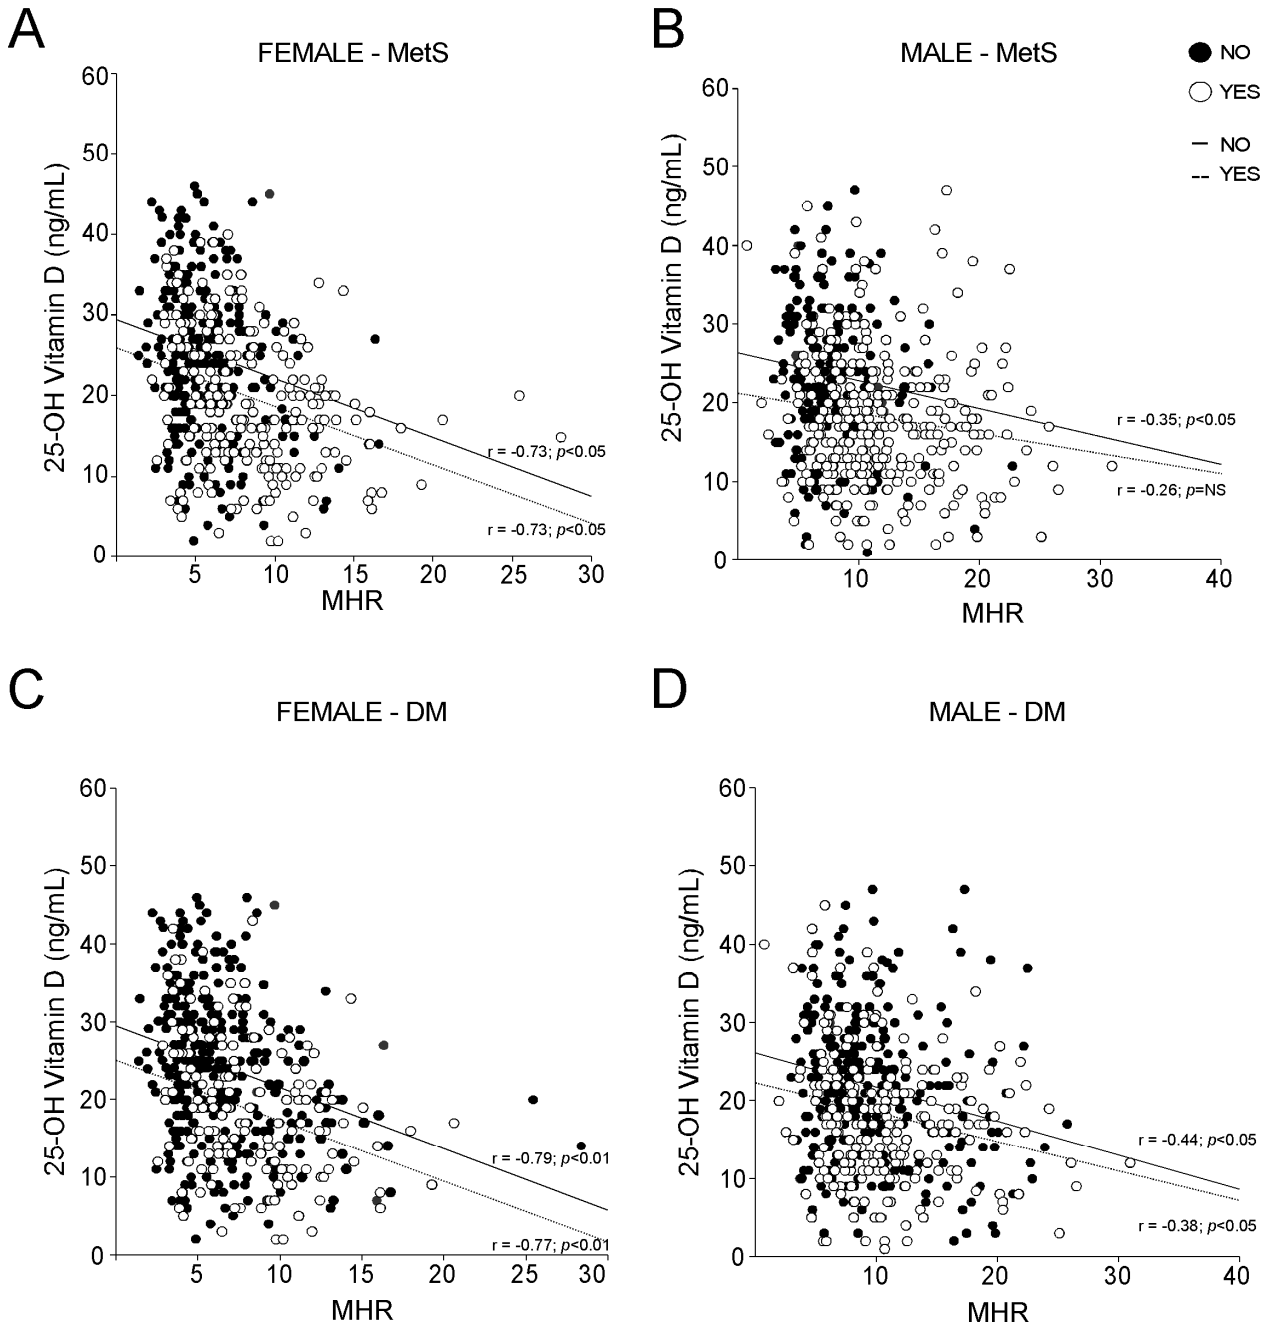 A
FEMALE - MetS
60
50
40
30
20
10
0
25-OH Vitamin D (ng/mL)
r = -0.73; p<0.05
r = -0.73; p<0.05
5
10
15
20
25
30
MHR
B
MALE - MetS
NO
YES
NO
YES
60
50
40
30
20
10
0
25-OH Vitamin D (ng/mL)
r = -0.35; p<0.05
r = -0.26; p=NS
10
20
30
40
MHR
C
FEMALE - DM
60
50
40
30
20
10
0
25-OH Vitamin D (ng/mL)
r = -0.79; p<0.01
r = -0.77; p<0.01
5
10
15
20
25
30
MHR
D
MALE - DM
60
50
40
30
20
10
0
25-OH Vitamin D (ng/mL)
r = -0.44; p<0.05
r = -0.38; p<0.05
10
20
30
40
MHR